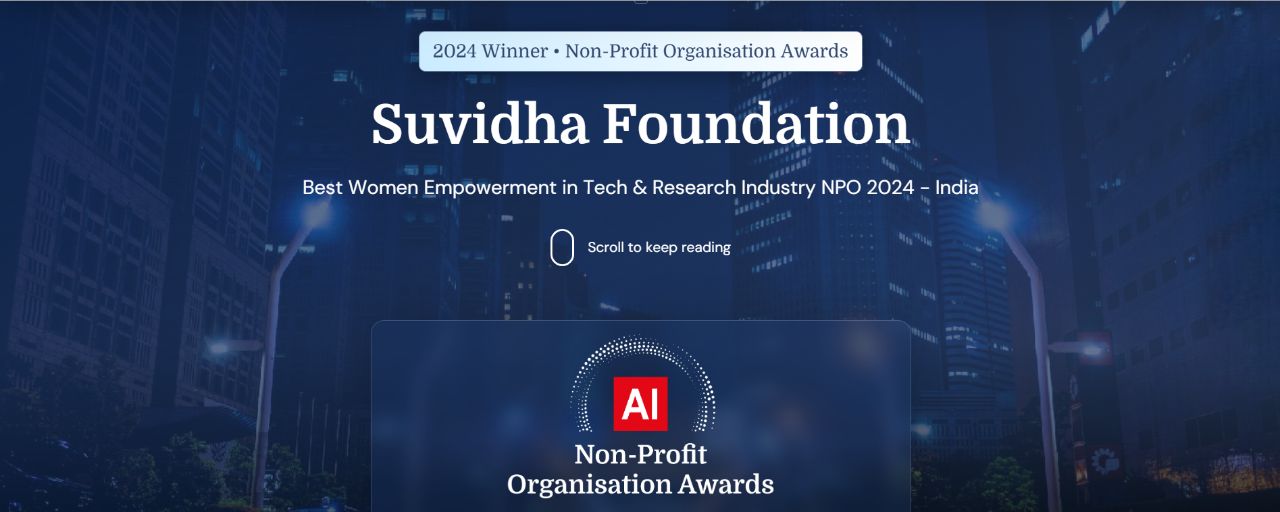 2024 Winner • Non-Profit Organisation Awards
Suvidha Foundation
Best Women Empowerment in Tech & Research Industry NPO 2024 – India
Scroll to keep reading
AI
Non-Profit
Organisation Awards